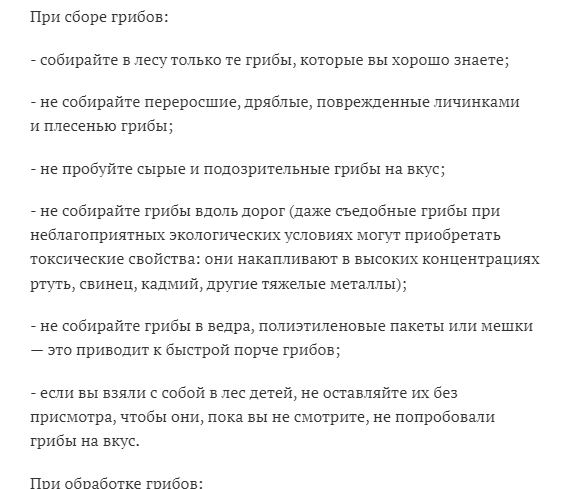 При сборе грибов:
- собирайте в лесу только те грибы, которые вы хорошо знаете;
- не собирайте переросшие, дряблые, поврежденные личинками
и плесенью грибы;
- не пробуйте сырые и подозрительные грибы на вкус;
- не собирайте грибы вдоль дорог (даже съедобные грибы при
неблагоприятных экологических условиях могут приобретать
токсические свойства: они накапливают в высоких концентрациях
ртуть, свинец, кадмий, другие тяжелые металлы);
- не собирайте грибы в ведра, полиэтиленовые пакеты или мешки
— это приводит к быстрой порче грибов;
- если вы взяли с собой в лес детей, не оставляйте их без
присмотра, чтобы они, пока вы не смотрите, не попробовали
грибы на вкус.
При обработке грибов: